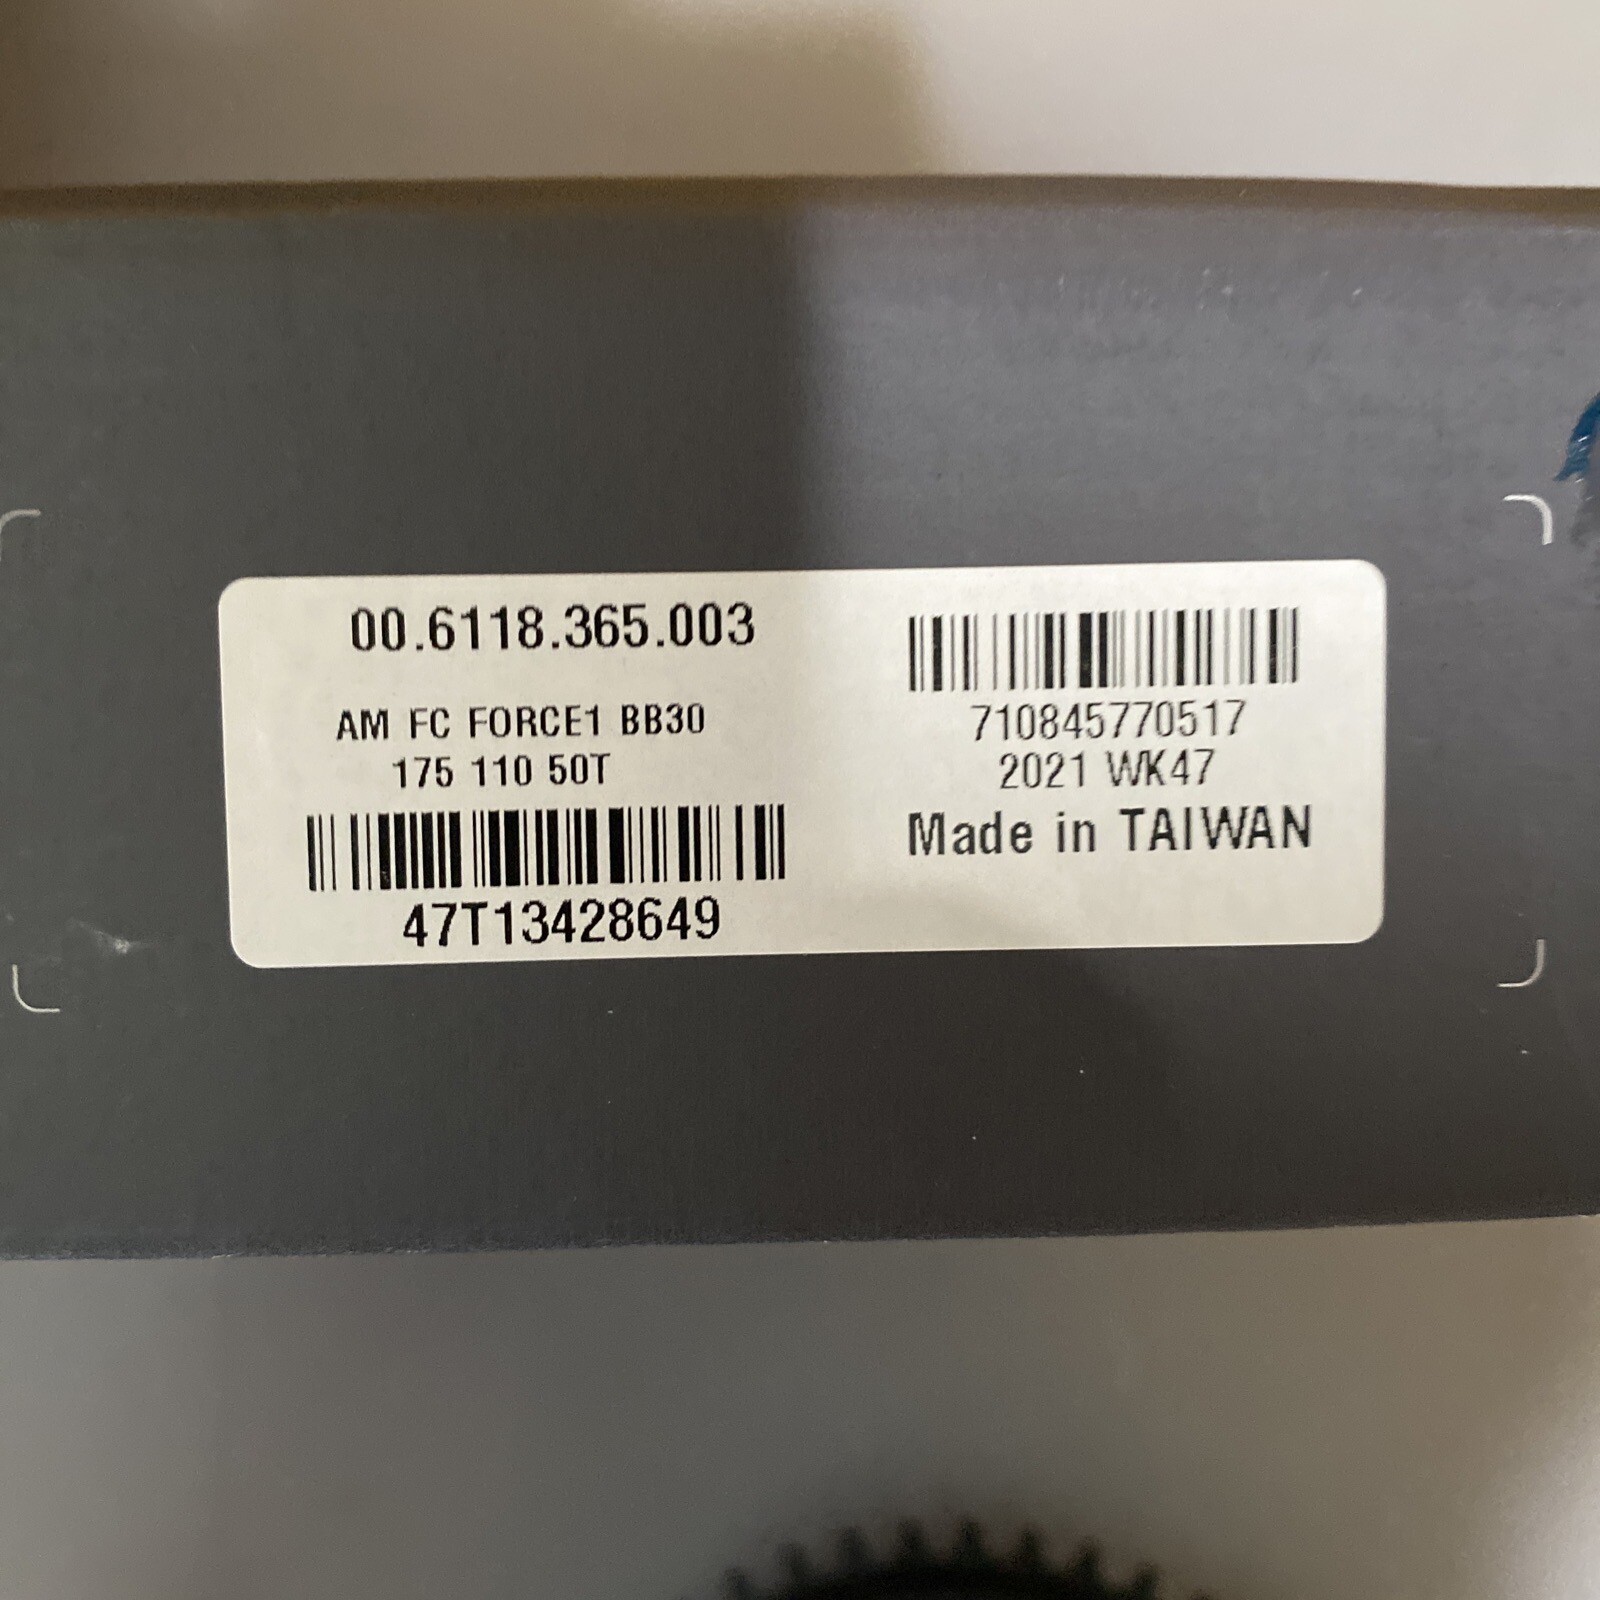 00.6118.365.003
AM FC FORCE1 BB30
175 110 50T
47T13428649
710845770517
2021 WK47
Made in TAIWAN